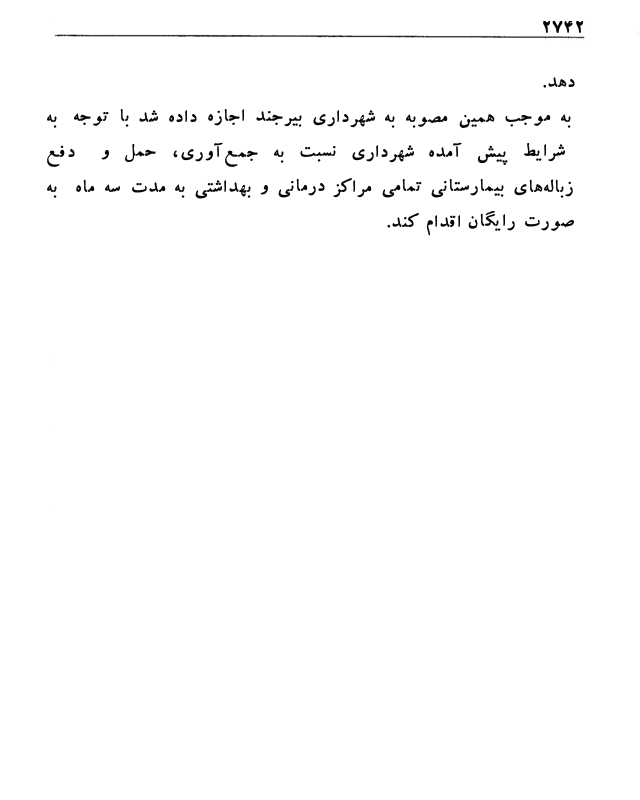 ۲۷۴۲
دهد.
به موجب همین مصوبه به شهرداری بیرجند اجازه داده شد با توجه به
شرایط پیش آمده شهرداری نسبت به جمع‌آوری، حمل و دفع
زباله‌های بیمارستانی تمامی مراکز درمانی و بهداشتی به مدت سه ماه به
صورت رایگان اقدام کند.